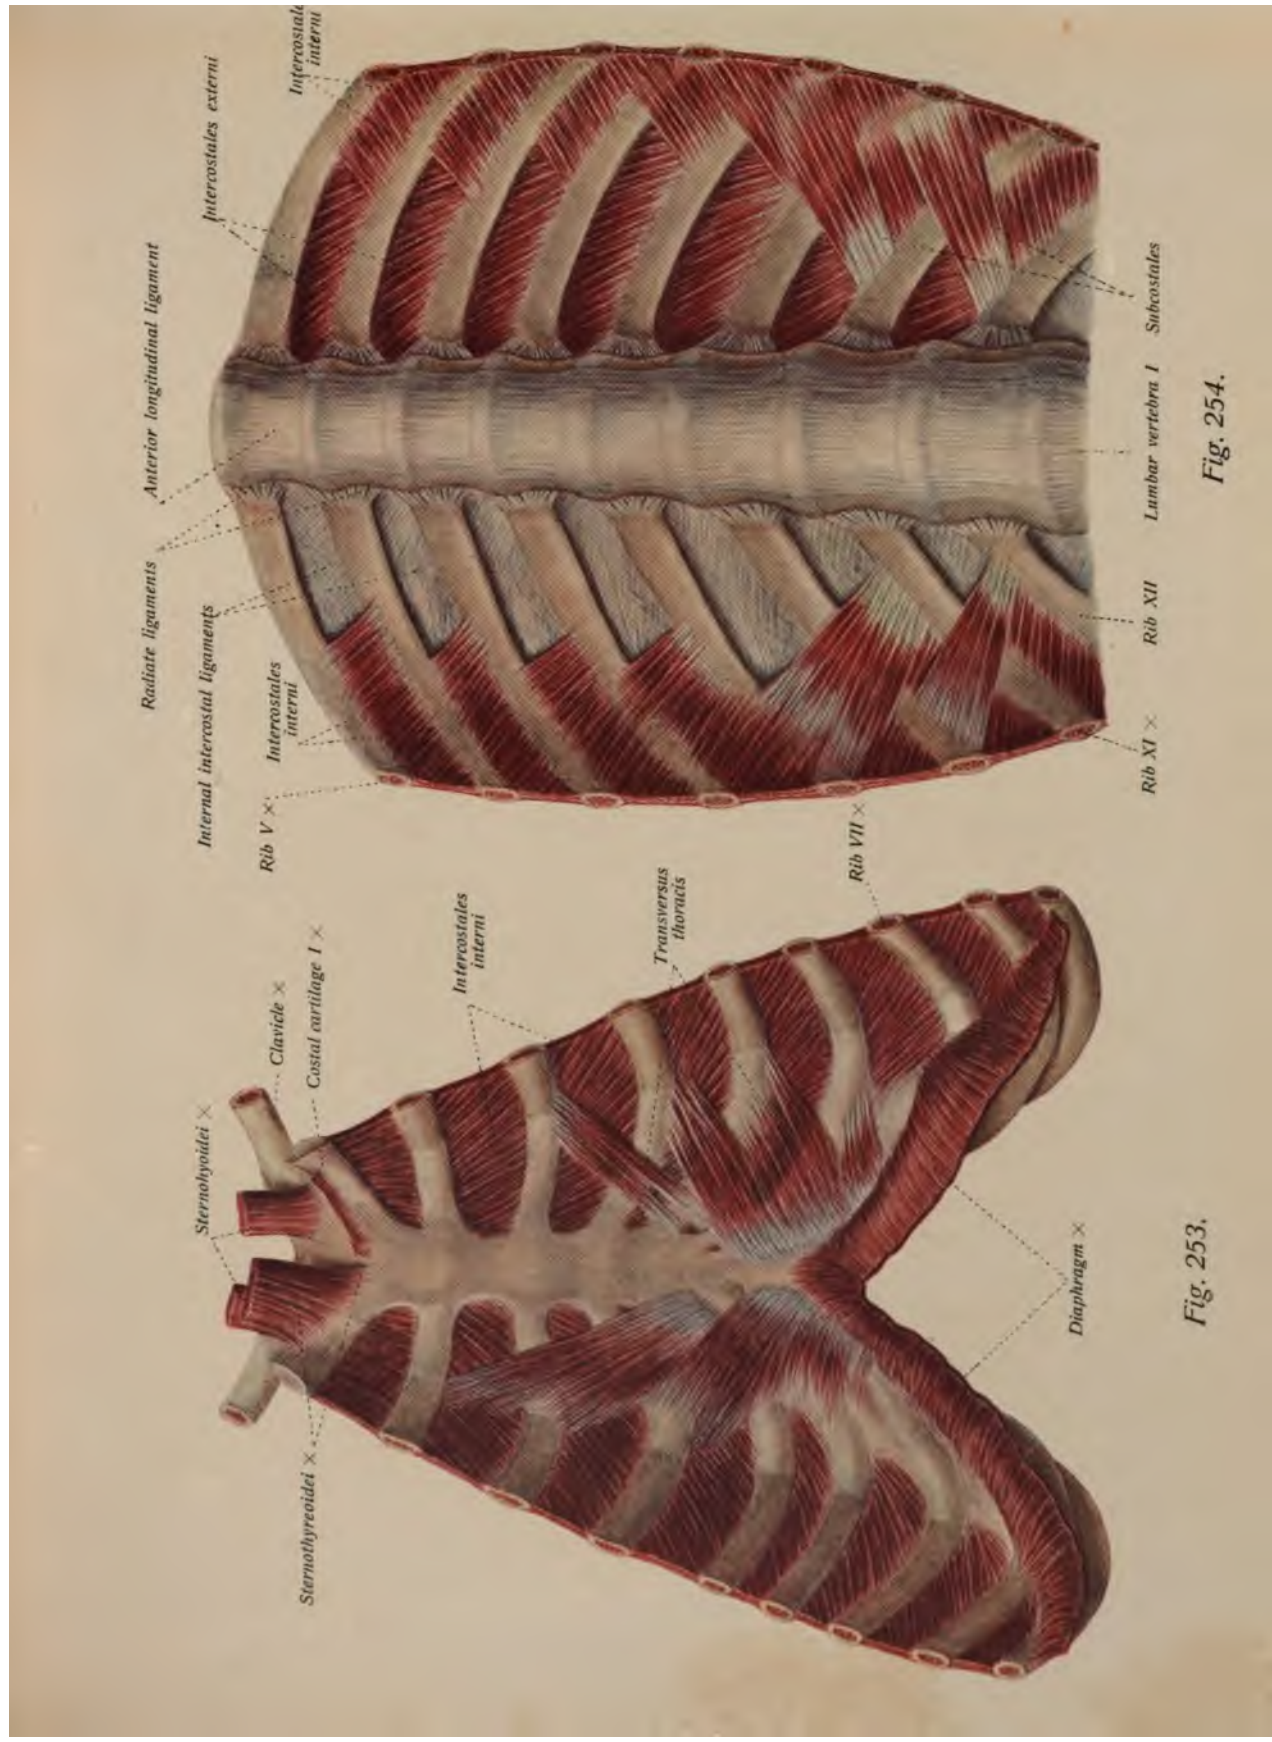 Sternohyoidei ×
Clavicle ×
Costal cartilage I ×
Sternothyreoidei ×
Intercostales
interni
Transversus
thoracis
Rib VII ×
Diaphragm ×
Fig. 253.
Radiate ligaments
Anterior longitudinal ligament
Internal intercostal ligaments
Intercostales externi
Intercostales
interni
Intercostales
interni
Rib V ×
Rib XI ×
Rib XII
Lumbar vertebra I
Subcostales
Fig. 254.